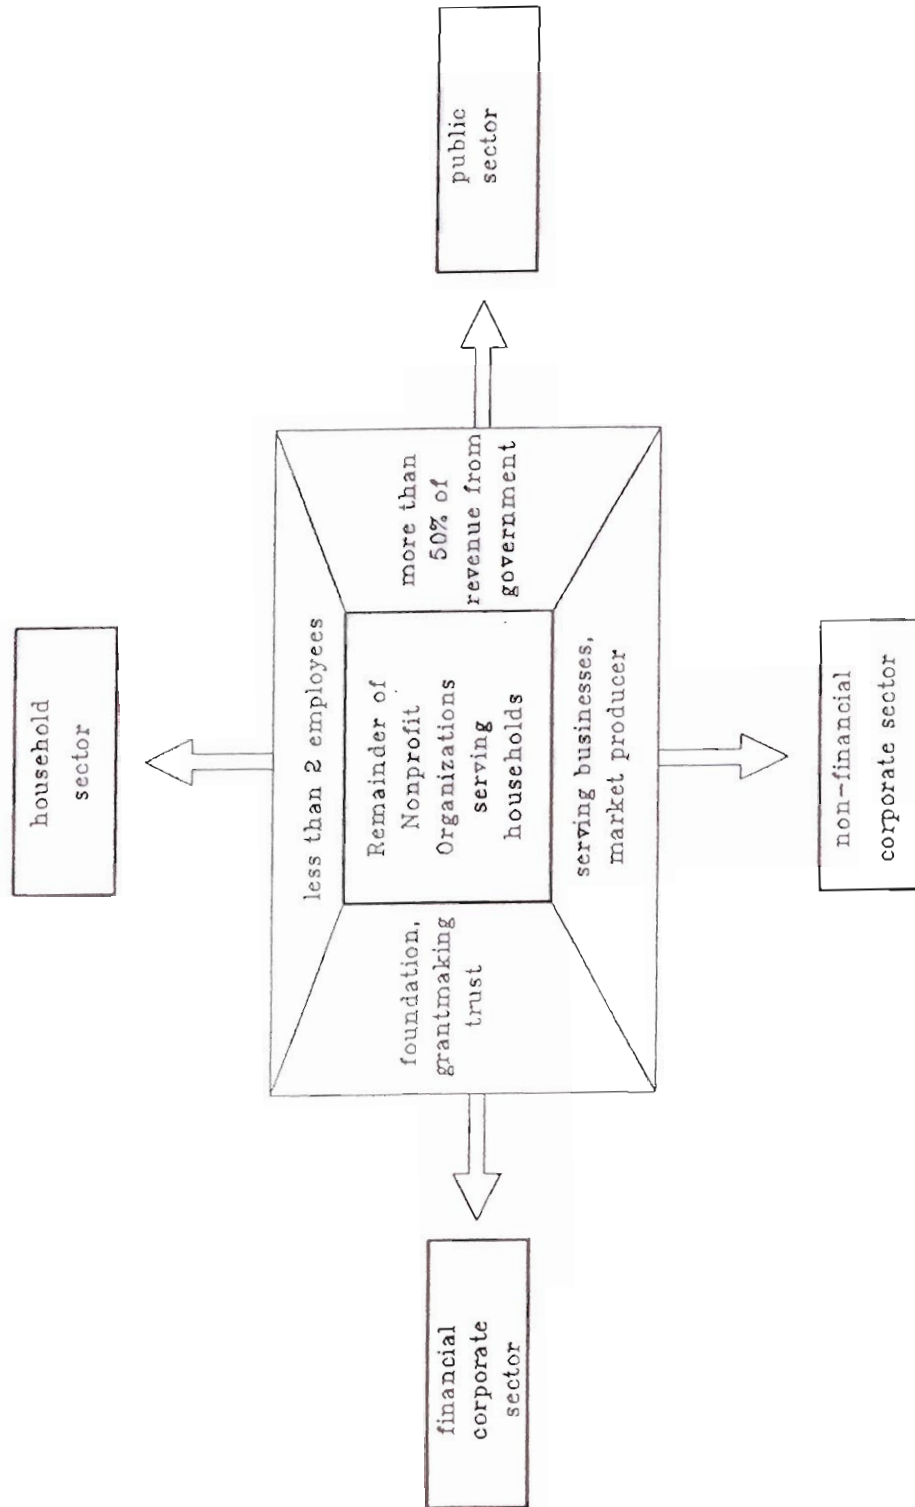 household
sector
less than 2 employees
financial
corporate
sector
foundation,
grantmaking
trust
Remainder of
Nonprofit
Organizations
serving
households
more than
50% of
revenue from
government
public
sector
serving businesses,
market producer
non-financial
corporate sector